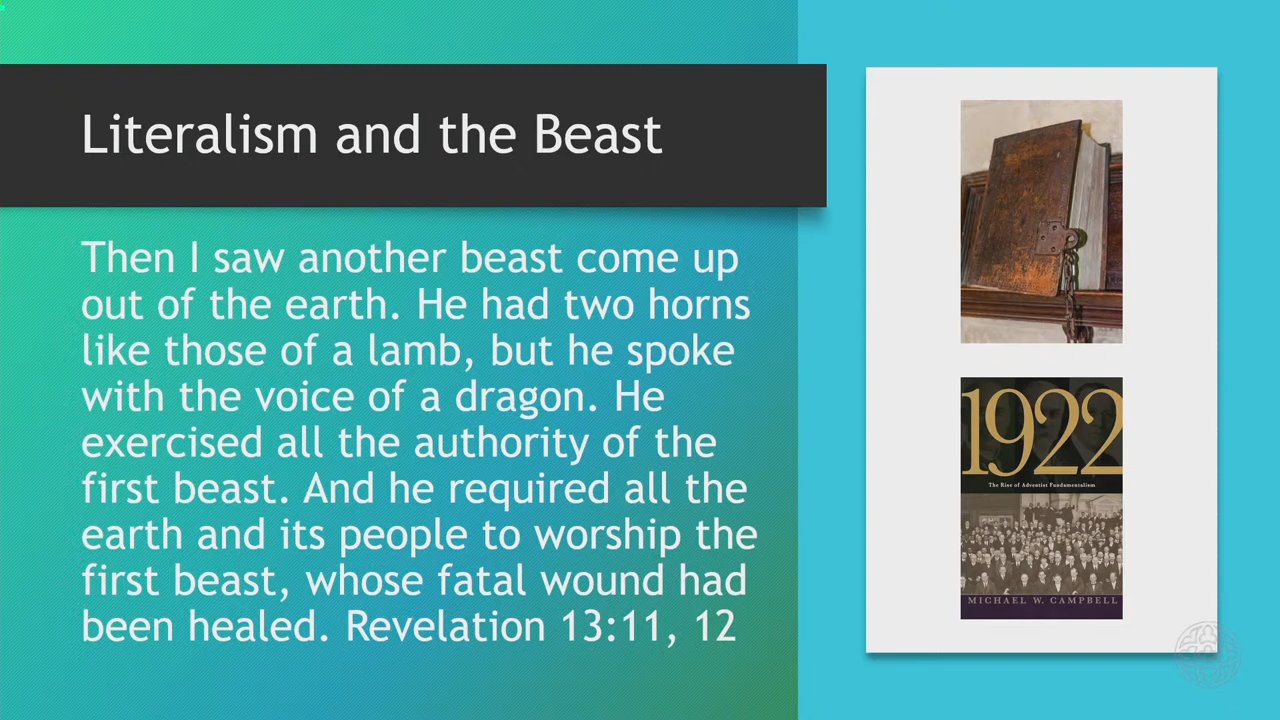 Literalism and the Beast
Then I saw another beast come up
out of the earth. He had two horns
like those of a lamb, but he spoke
with the voice of a dragon. He
exercised all the authority of the
first beast. And he required all the
earth and its people to worship the
first beast, whose fatal wound had
been healed. Revelation 13:11, 12
1922
The Rise of Adventist Fundamentalism
MICHAEL W. CAMPBELL